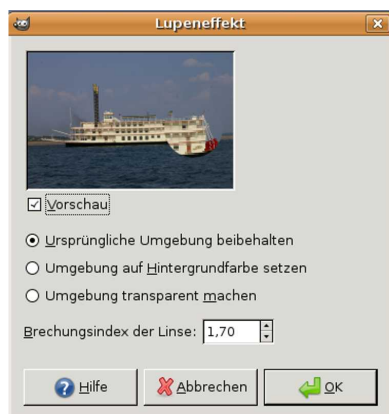 Lupeneffekt
Vorschau
Ursprüngliche Umgebung beibehalten
Umgebung auf Hintergrundfarbe setzen
Umgebung transparent machen
Brechungsindex der Linse: 1,70
Hilfe Abbrechen OK